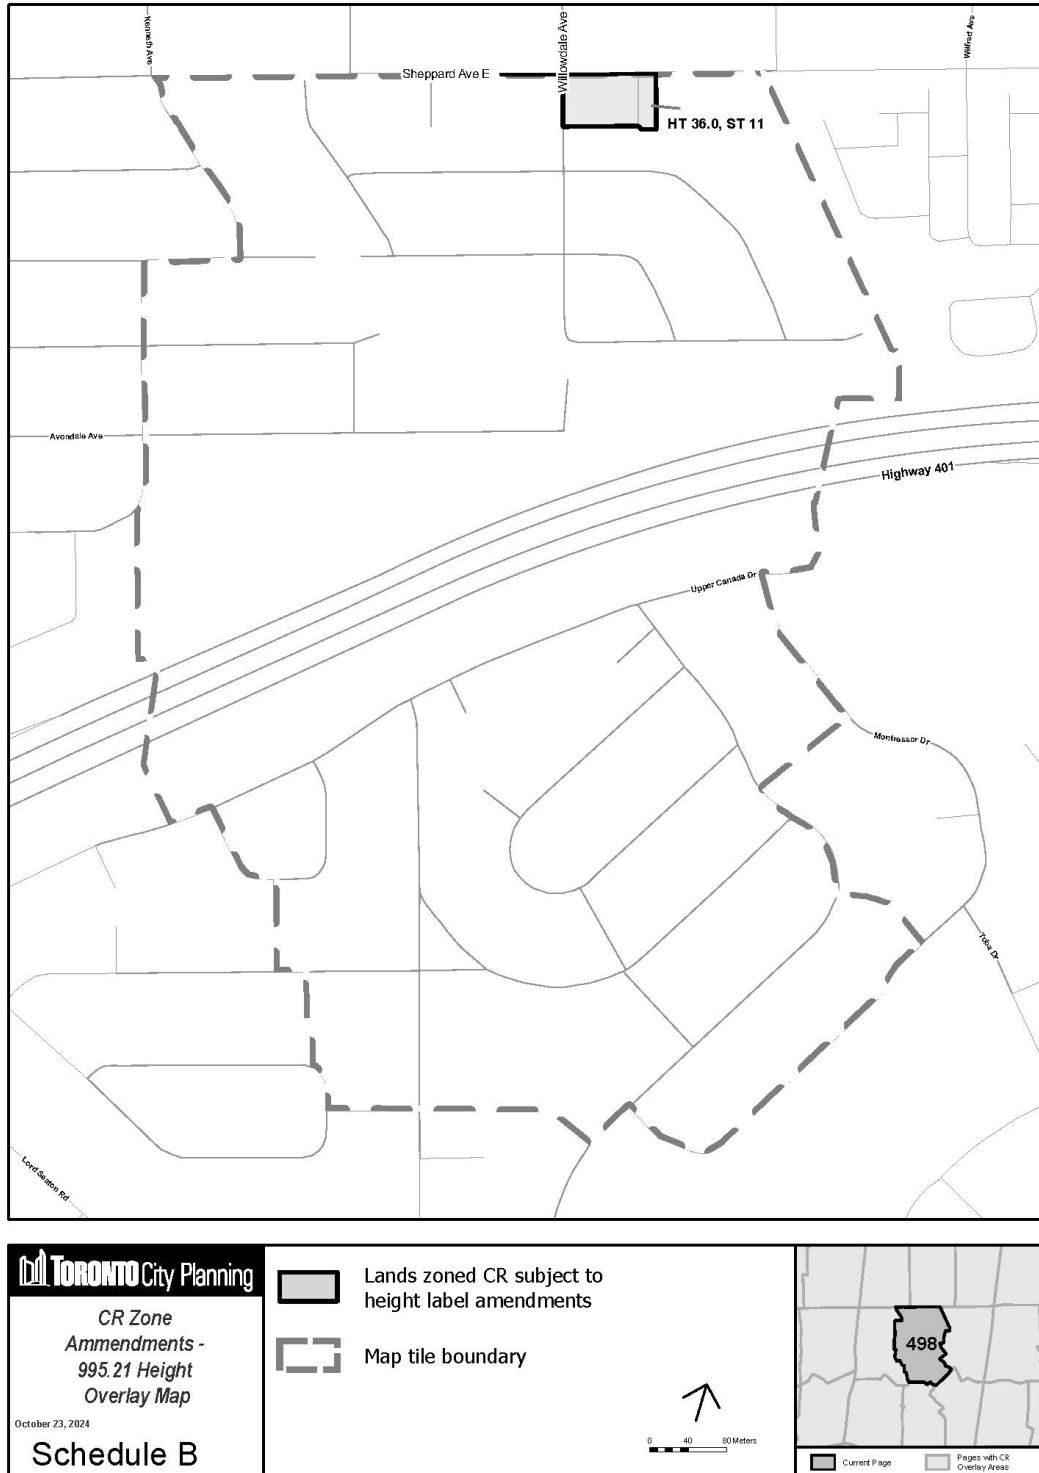 Kenneth Ave
Willowdale Ave
Wilfred Ave
Sheppard Ave E
HT 36.0, ST 11
Avondale Ave
Highway 401
Upper Canada Dr
Montressor Dr
Toba Dr
Lord Seaton Rd
TORONTO City Planning
CR Zone
Ammendments -
995.21 Height
Overlay Map
October 23, 2024
Schedule B
Lands zoned CR subject to
height label amendments
Map tile boundary
0 40 80 Meters
498
Current Page
Pages with CR
Overlay Areas